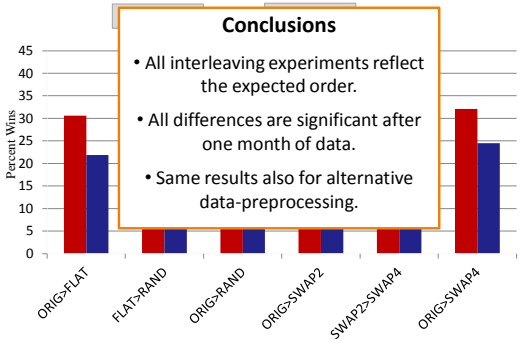 Conclusions
• All interleaving experiments reflect
the expected order.
• All differences are significant after
one month of data.
• Same results also for alternative
data-preprocessing.
Percent Wins
45
40
35
30
25
20
15
10
5
0
ORIG>FLAT
FLAT>RAND
ORIG>RAND
ORIG>SWAP2
SWAP2>SWAP4
ORIG>SWAP4